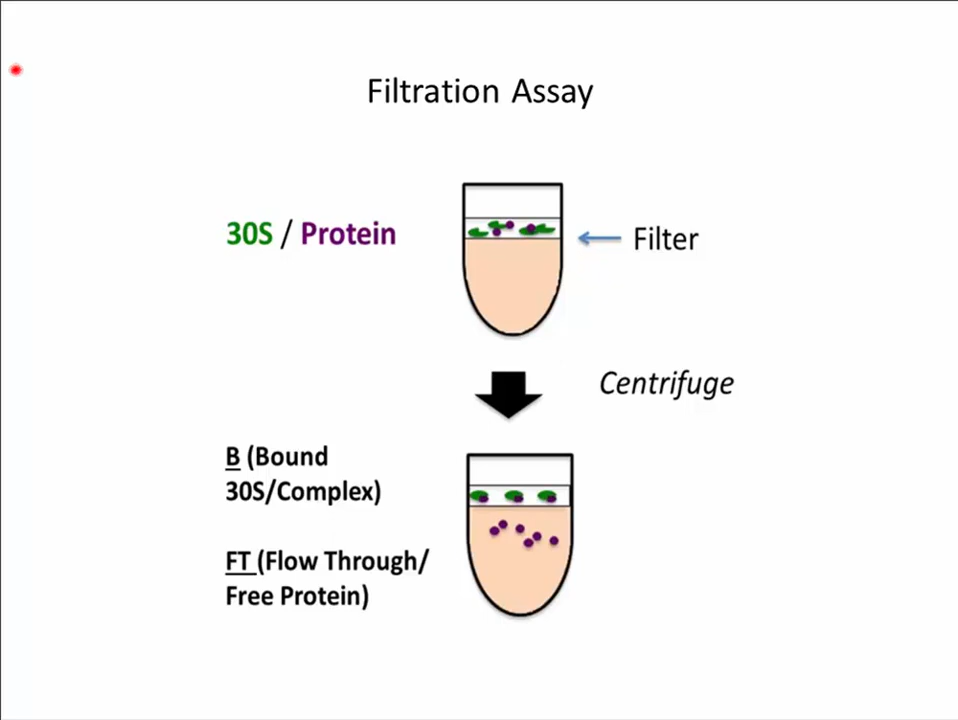 Filtration Assay
30S / Protein
Filter
Centrifuge
B (Bound
30S/Complex)
FT (Flow Through/
Free Protein)